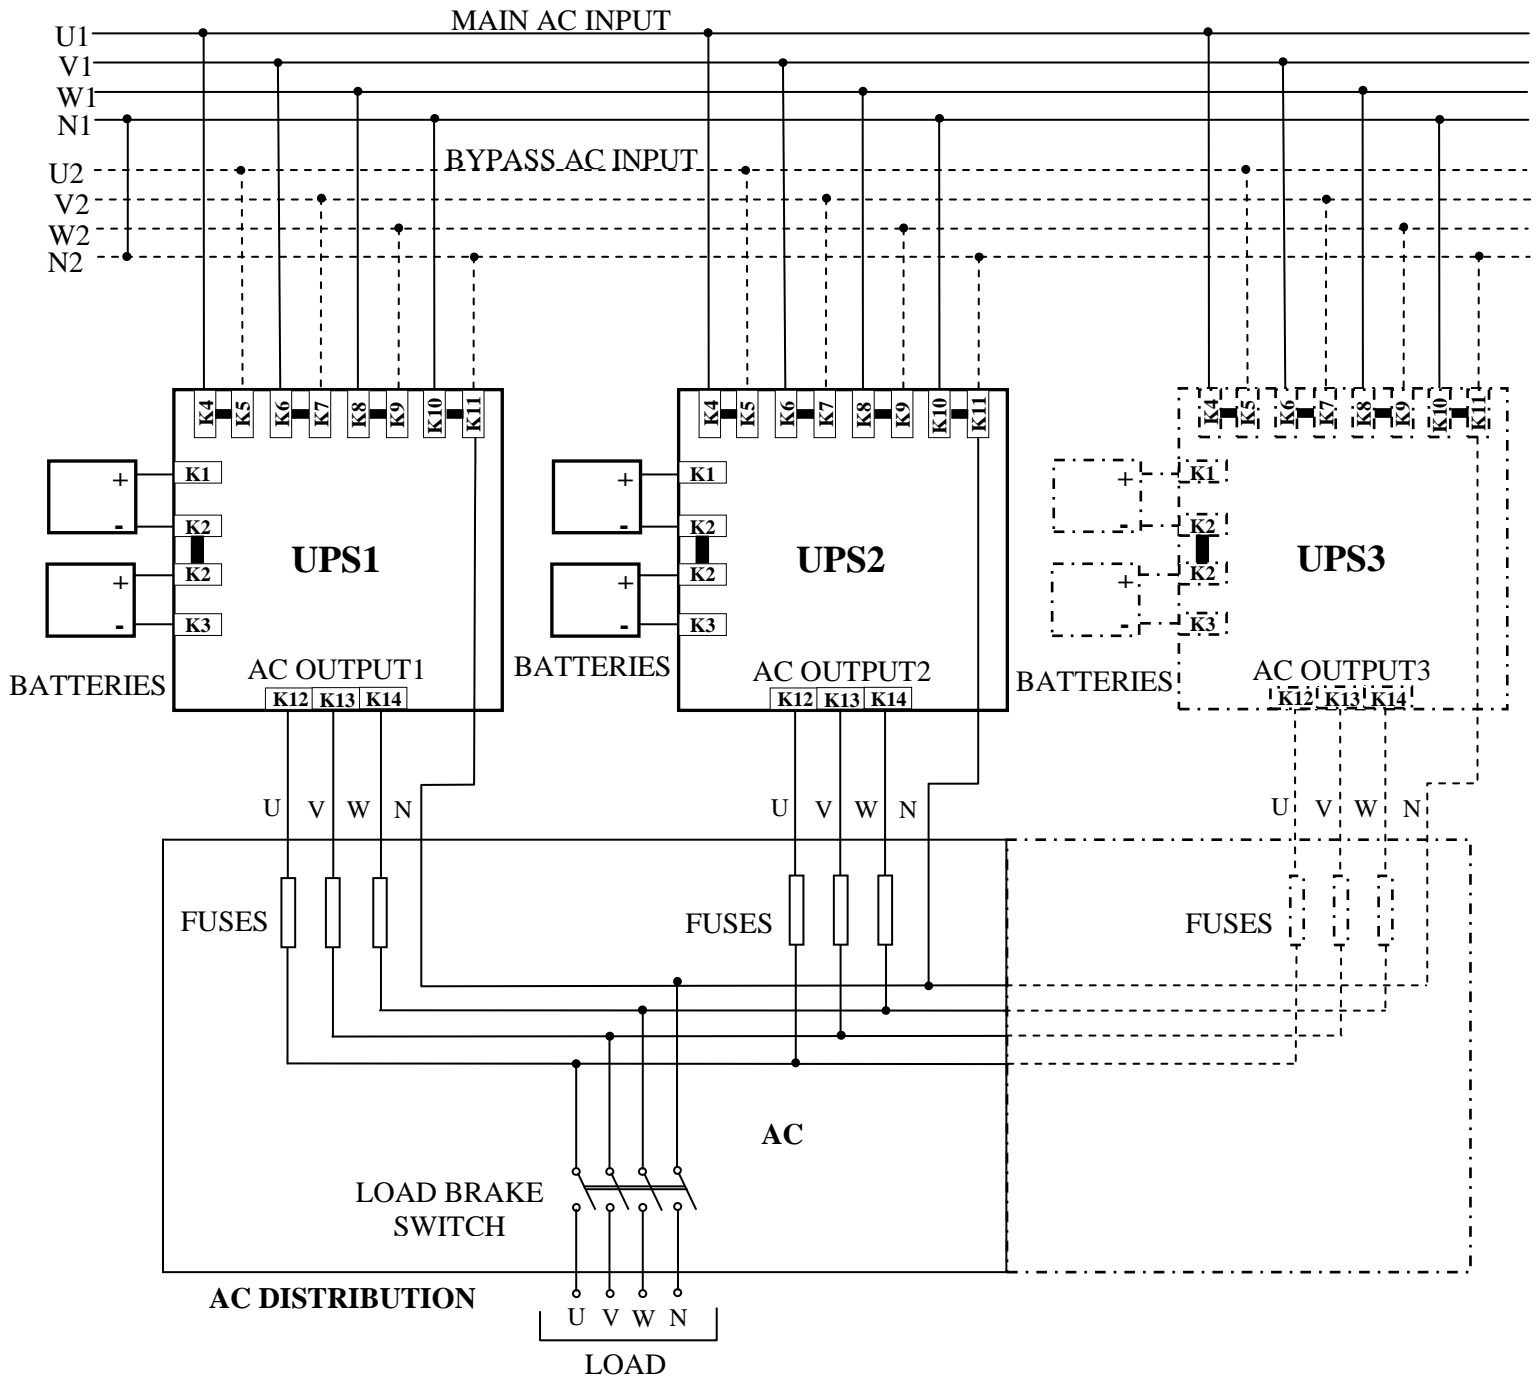 MAIN AC INPUT
U1
V1
W1
N1
BYPASS AC INPUT
U2
V2
W2
N2
K4 K5 K6 K7 K8 K9 K10 K11
K4 K5 K6 K7 K8 K9 K10 K11
K4 K5 K6 K7 K8 K9 K10 K11
+ K1
- K2
UPS1
+ K2
- K3
BATTERIES
AC OUTPUT1
K12 K13 K14
+ K1
- K2
UPS2
+ K2
- K3
BATTERIES
AC OUTPUT2
K12 K13 K14
+ K1
- K2
UPS3
+ K2
- K3
BATTERIES
AC OUTPUT3
K12 K13 K14
U V W N
U V W N
U V W N
FUSES
FUSES
FUSES
AC
LOAD BRAKE
SWITCH
AC DISTRIBUTION
U V W N
LOAD